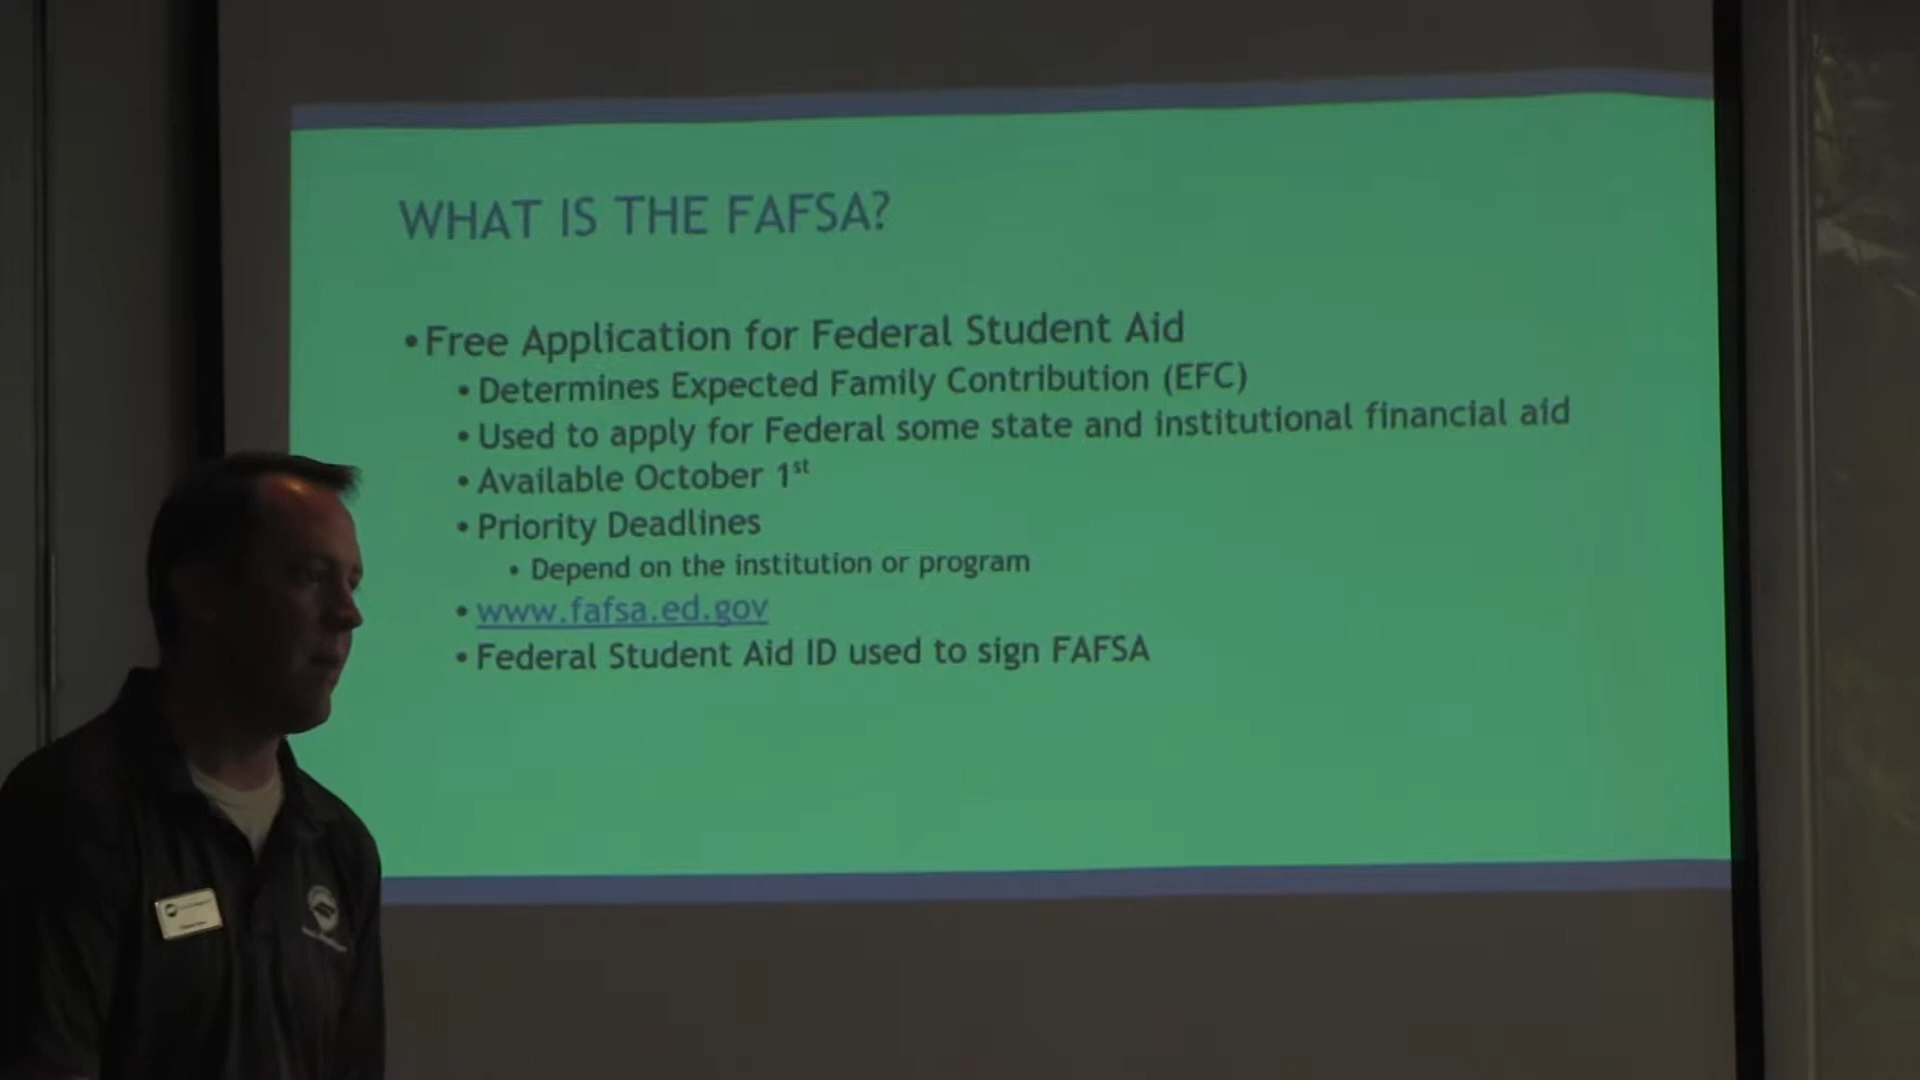 WHAT IS THE FAFSA?
•Free Application for Federal Student Aid
•Determines Expected Family Contribution (EFC)
•Used to apply for Federal some state and institutional financial aid
•Available October 1st
•Priority Deadlines
•Depend on the institution or program
•www.fafsa.ed.gov
•Federal Student Aid ID used to sign FAFSA